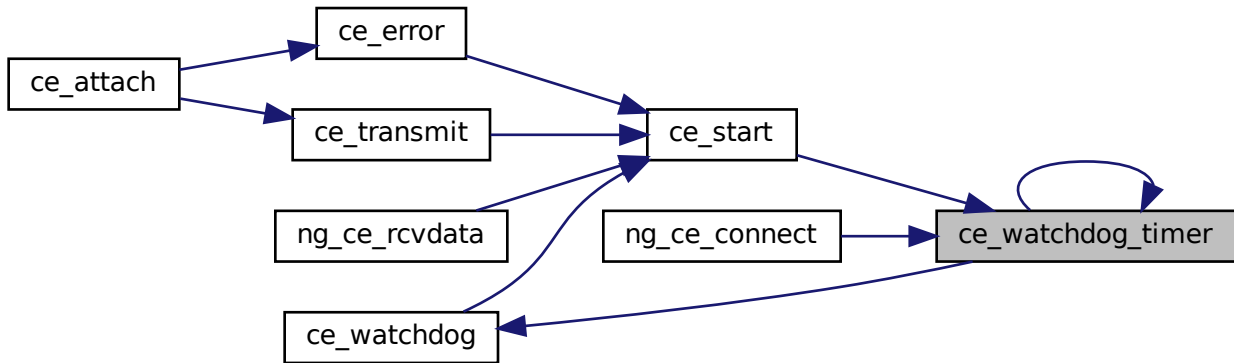 ce_attach
ce_error
ce_transmit
ce_start
ng_ce_rcvdata
ng_ce_connect
ce_watchdog_timer
ce_watchdog